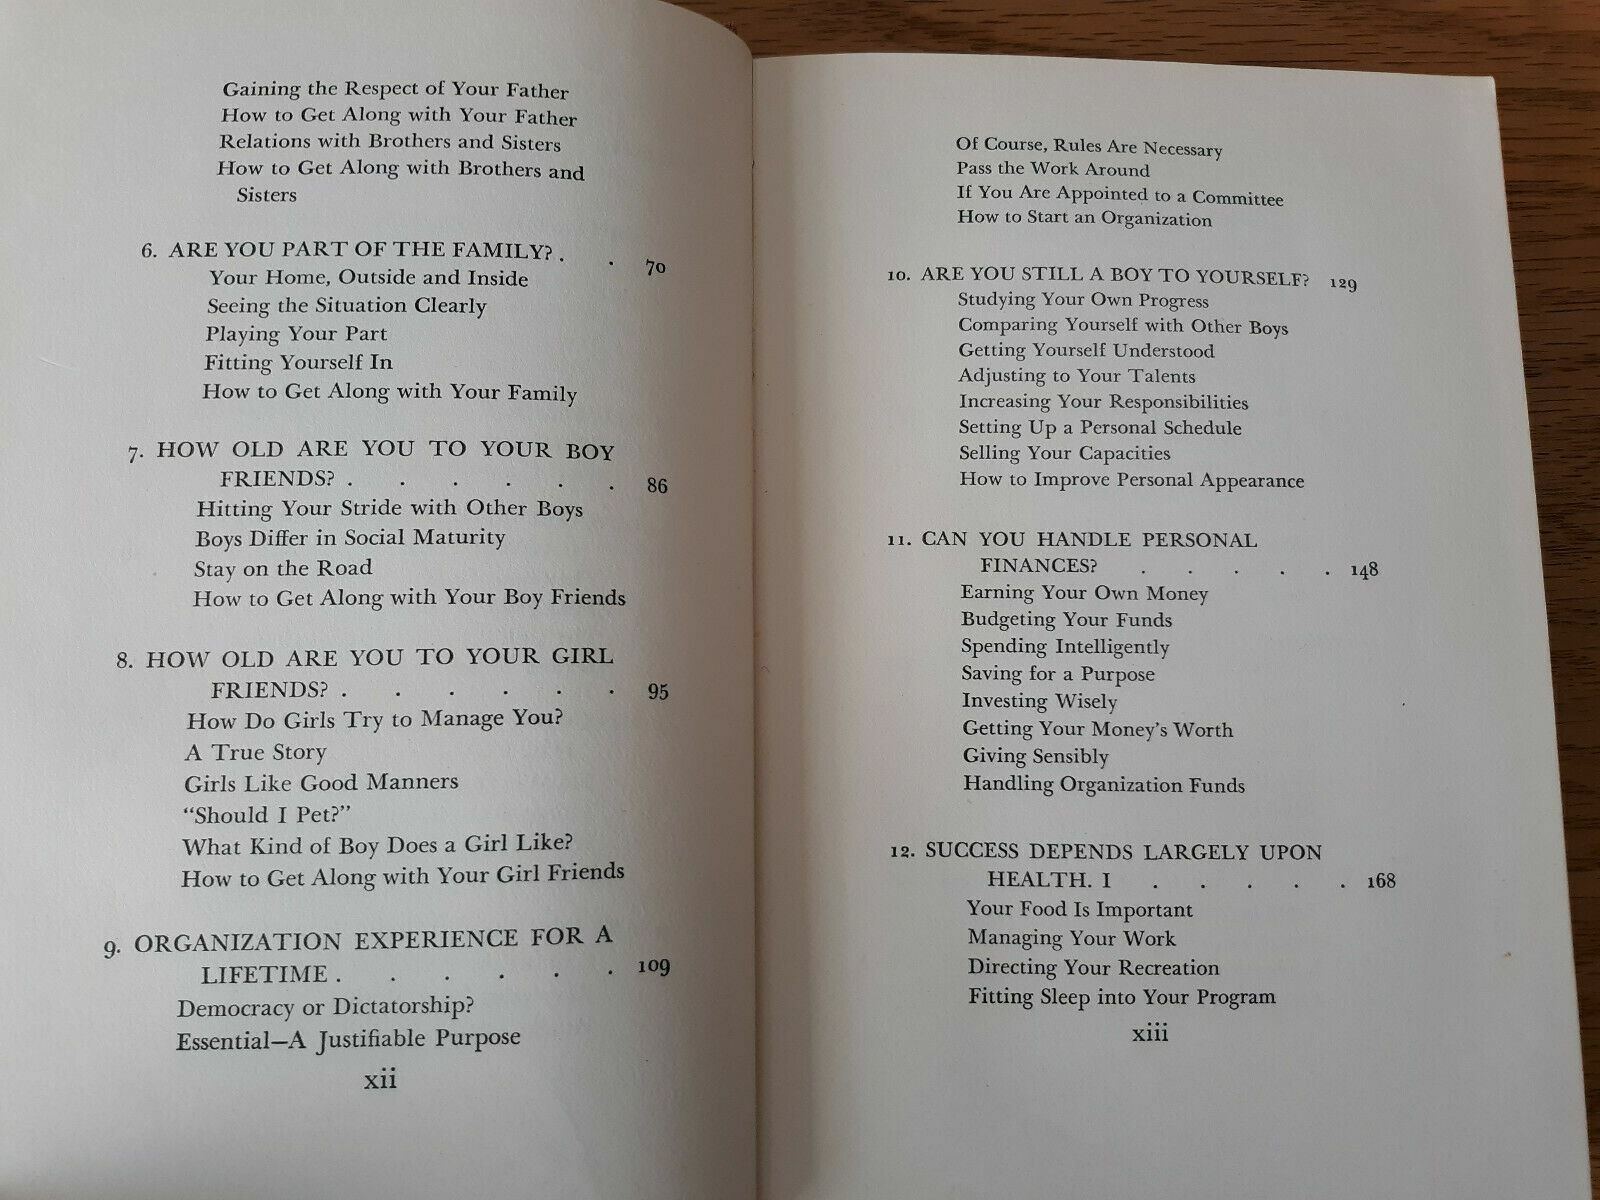 Gaining the Respect of Your Father
How to Get Along with Your Father
Relations with Brothers and Sisters
How to Get Along with Brothers and
Sisters
6. ARE YOU PART OF THE FAMILY? . . 70
Your Home, Outside and Inside
Seeing the Situation Clearly
Playing Your Part
Fitting Yourself In
How to Get Along with Your Family
7. HOW OLD ARE YOU TO YOUR BOY
FRIENDS? . . . . . . 86
Hitting Your Stride with Other Boys
Boys Differ in Social Maturity
Stay on the Road
How to Get Along with Your Boy Friends
8. HOW OLD ARE YOU TO YOUR GIRL
FRIENDS? . . . . . . 95
How Do Girls Try to Manage You?
A True Story
Girls Like Good Manners
"Should I Pet?"
What Kind of Boy Does a Girl Like?
How to Get Along with Your Girl Friends
9. ORGANIZATION EXPERIENCE FOR A
LIFETIME . . . . . . 109
Democracy or Dictatorship?
Essential—A Justifiable Purpose
xii
Of Course, Rules Are Necessary
Pass the Work Around
If You Are Appointed to a Committee
How to Start an Organization
10. ARE YOU STILL A BOY TO YOURSELF? 129
Studying Your Own Progress
Comparing Yourself with Other Boys
Getting Yourself Understood
Adjusting to Your Talents
Increasing Your Responsibilities
Setting Up a Personal Schedule
Selling Your Capacities
How to Improve Personal Appearance
11. CAN YOU HANDLE PERSONAL
FINANCES? . . . . . 148
Earning Your Own Money
Budgeting Your Funds
Spending Intelligently
Saving for a Purpose
Investing Wisely
Getting Your Money's Worth
Giving Sensibly
Handling Organization Funds
12. SUCCESS DEPENDS LARGELY UPON
HEALTH. I . . . . . 168
Your Food Is Important
Managing Your Work
Directing Your Recreation
Fitting Sleep into Your Program
xiii